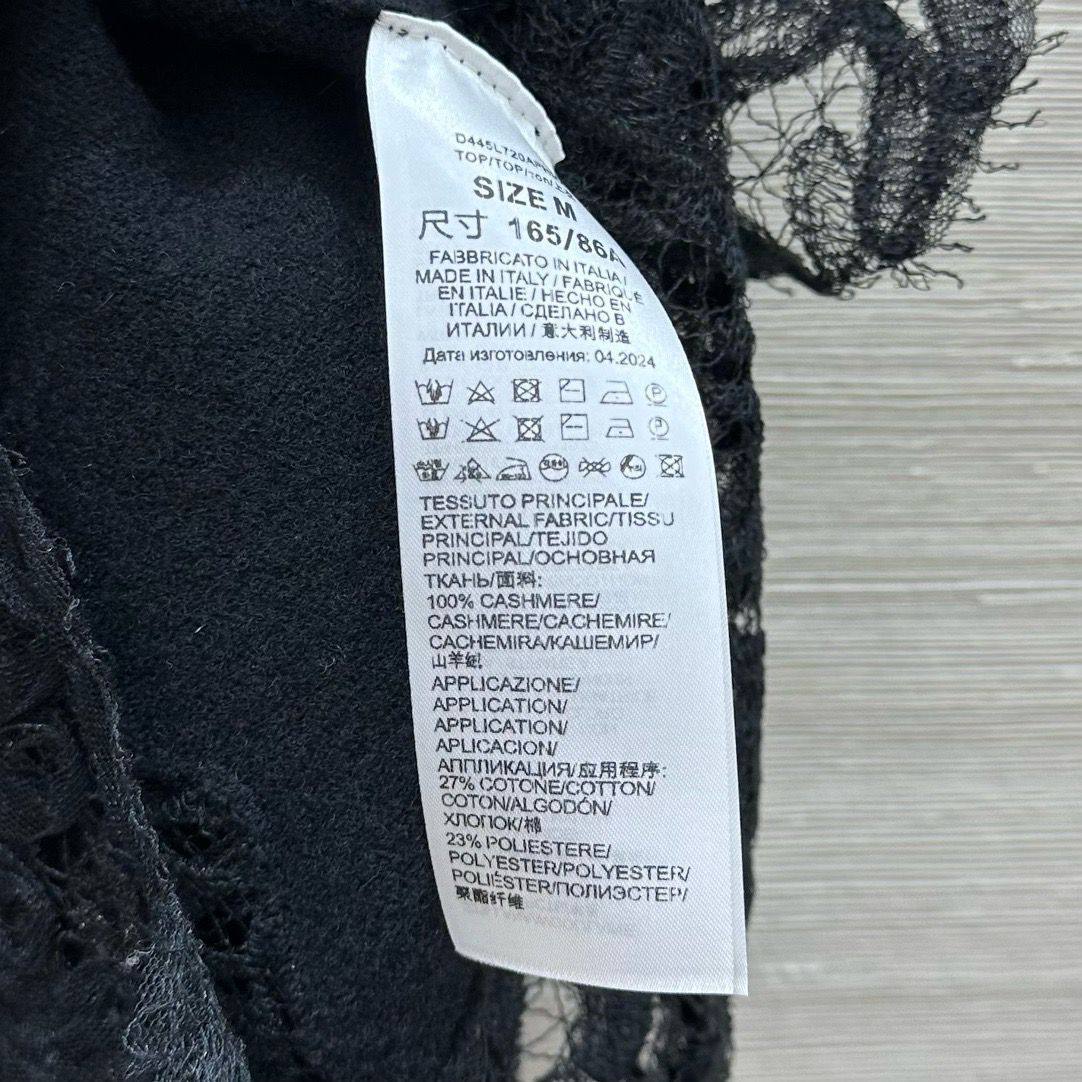 SIZE M
尺寸 165/86A
FABBRICATO IN ITALIA/
MADE IN ITALY / FABRIQUÉ
EN ITALIE / HECHO EN
ITALIA / СДЕЛАНО В
ИТАЛИИ / 意大利制造
Дата изготовления: 04.2024
TESSUTO PRINCIPALE/
EXTERNAL FABRIC/TISSU
PRINCIPAL/TEJIDO
PRINCIPAL/ОСНОВНАЯ
ТКАНЬ/面料:
100% CASHMERE/
CASHMERE/CACHEMIRE/
CACHEMIRA/КАШЕМИР/
山羊绒
APPLICAZIONE/
APPLICATION/
APPLICATION/
APLICACION/
АППЛИКАЦИЯ/应用程序:
27% COTONE/COTTON/
COTON/ALGODÓN/
ХЛОПОК/棉
23% POLIESTERE/
POLYESTER/POLYESTER/
POLIÉSTER/ПОЛИЭСТЕР/
聚酯纤维